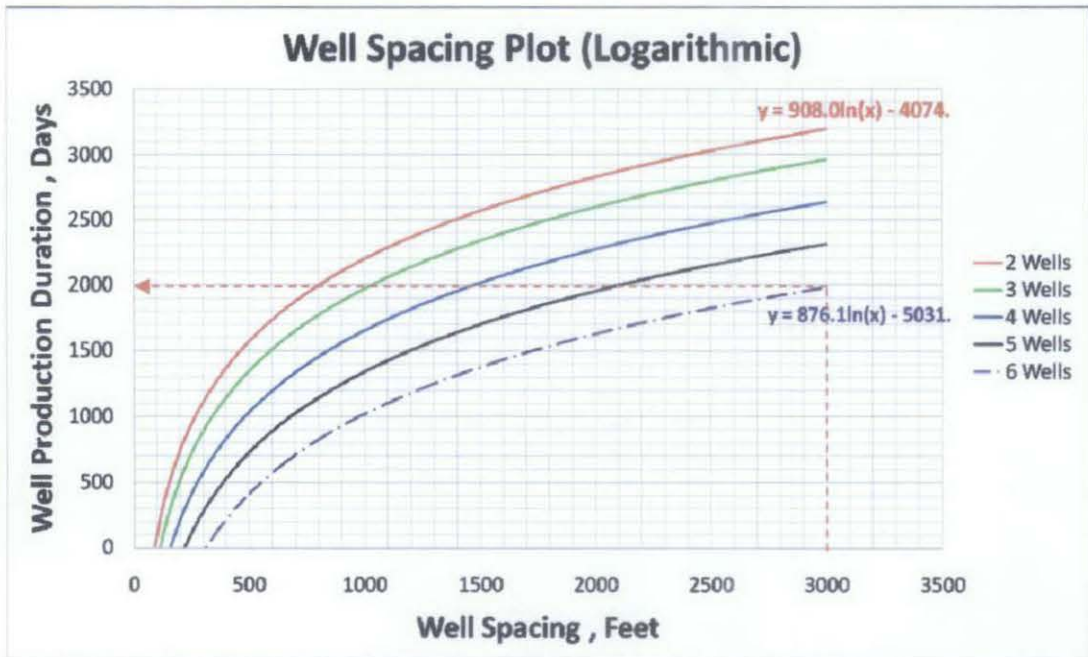 Well Spacing Plot (Logarithmic)
Well Production Duration , Days
3500
3000
2500
2000
1500
1000
500
0
y = 908.0ln(x) - 4074.
y = 876.1ln(x) - 5031.
2 Wells
3 Wells
4 Wells
5 Wells
6 Wells
0 500 1000 1500 2000 2500 3000 3500
Well Spacing , Feet